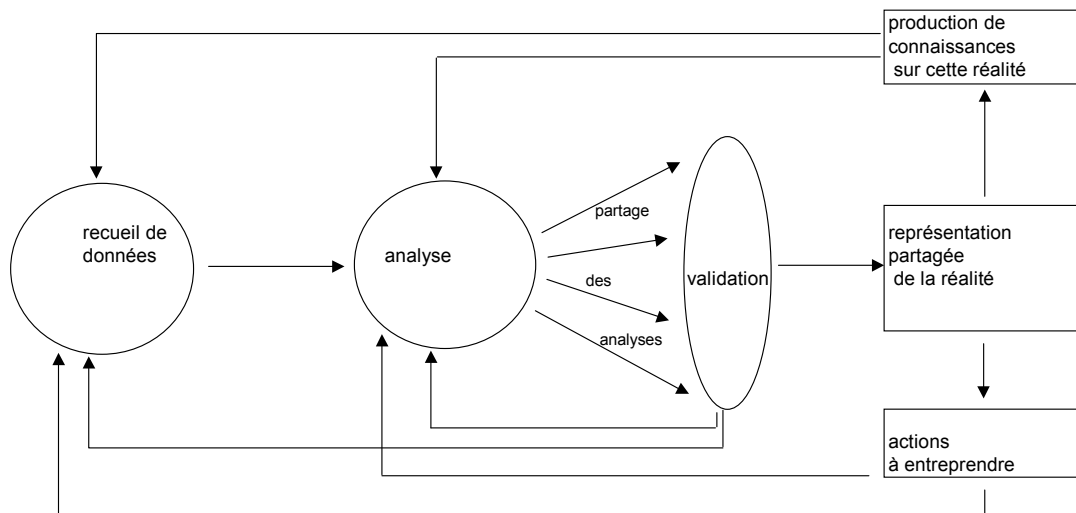 production de
connaissances
sur cette réalité
partage
recueil de
données
analyse
des
analyses
validation
représentation
partagée
de la réalité
actions
à entreprendre